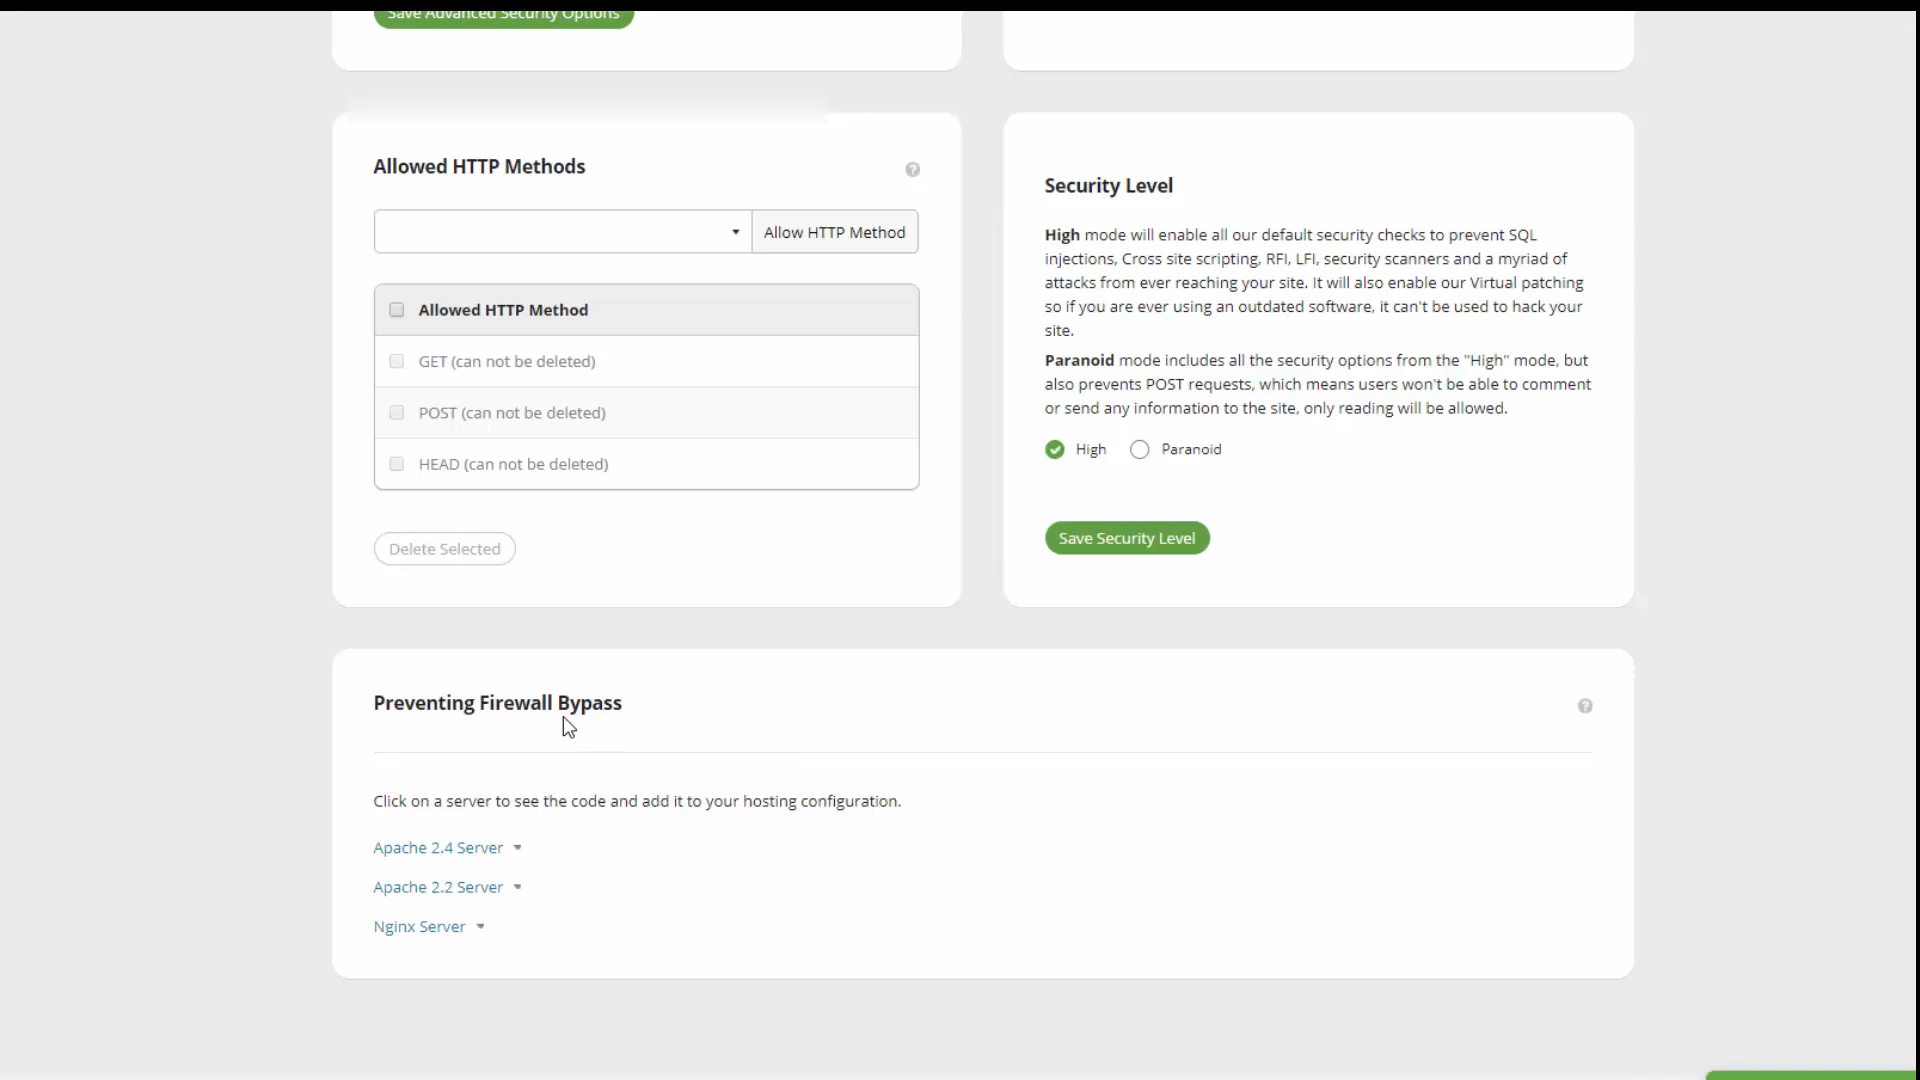 Save Advanced Security Options
Allowed HTTP Methods
Allow HTTP Method
Allowed HTTP Method
GET (can not be deleted)
POST (can not be deleted)
HEAD (can not be deleted)
Delete Selected
Security Level
High mode will enable all our default security checks to prevent SQL
injections, Cross site scripting, RFI, LFI, security scanners and a myriad of
attacks from ever reaching your site. It will also enable our Virtual patching
so if you are ever using an outdated software, it can't be used to hack your
site.
Paranoid mode includes all the security options from the "High" mode, but
also prevents POST requests, which means users won't be able to comment
or send any information to the site, only reading will be allowed.
High Paranoid
Save Security Level
Preventing Firewall Bypass
Click on a server to see the code and add it to your hosting configuration.
Apache 2.4 Server
Apache 2.2 Server
Nginx Server